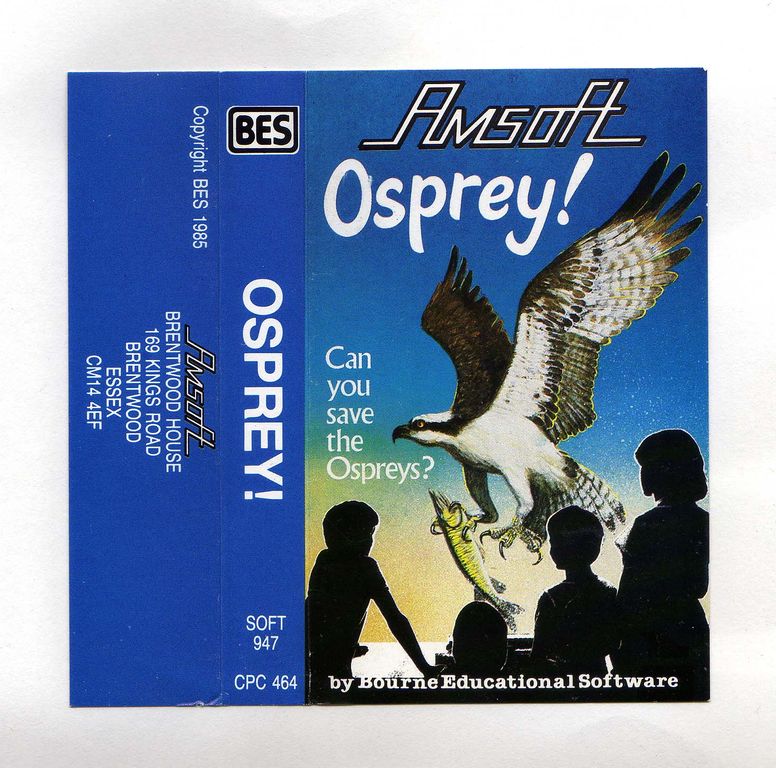 Copyright BES 1985
Amsoft
BRENTWOOD HOUSE
169 KINGS ROAD
BRENTWOOD
ESSEX
CM14 4EF
BES
OSPREY!
SOFT
947
CPC 464
Amsoft
Osprey!
Can
you
save
the
Ospreys?
by Bourne Educational Software